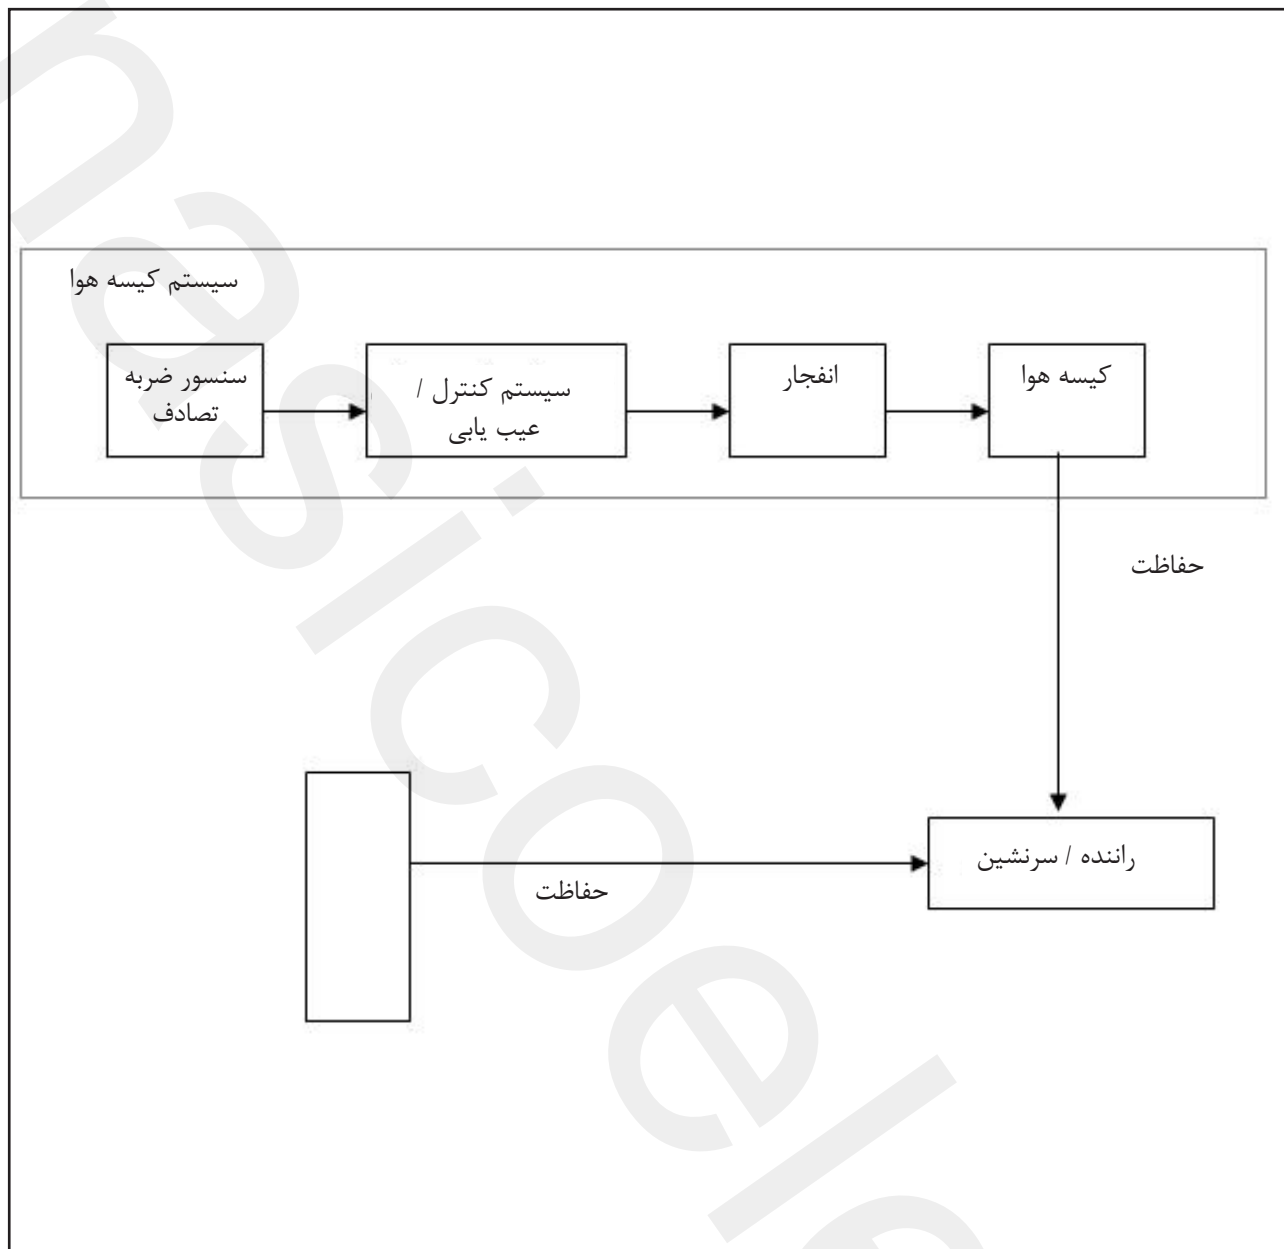 سیستم کیسه هوا
سنسور ضربه
تصادف
سیستم کنترل /
عیب یابی
انفجار
کیسه هوا
حفاظت
راننده / سرنشین
حفاظت